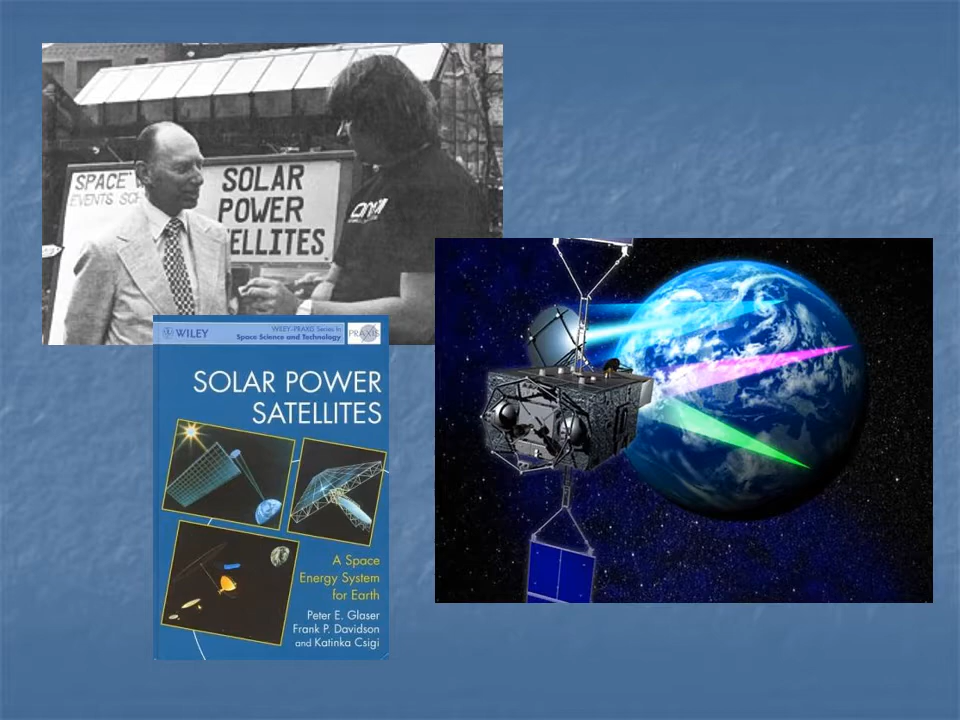 SPACE
EVENTS
SOLAR
POWER
ELLITES
WILEY
WILEY-PRAXIS Series in
Space Science and Technology
PRAXIS
SOLAR POWER
SATELLITES
A Space
Energy System
for Earth
Peter E. Glaser
Frank P. Davidson
and Katinka Csigi